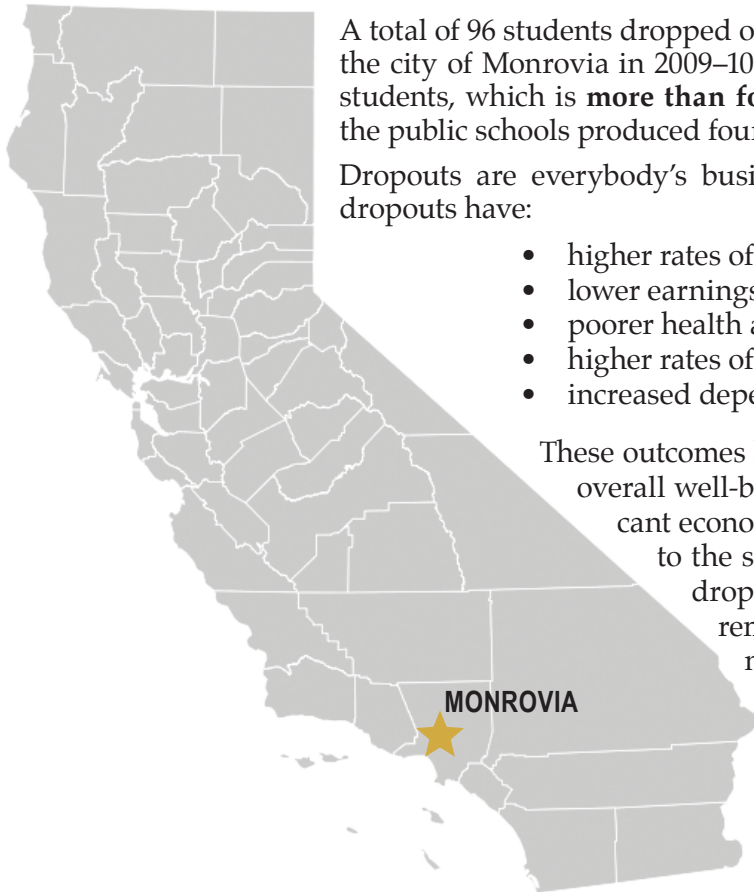 A total of 96 students dropped o
the city of Monrovia in 2009–10
students, which is more than fo
the public schools produced four
Dropouts are everybody's busi
dropouts have:
• higher rates of
• lower earnings
• poorer health a
• higher rates of
• increased depe
These outcomes
overall well-b
cant econo
to the s
drop
ren
MONROVIA